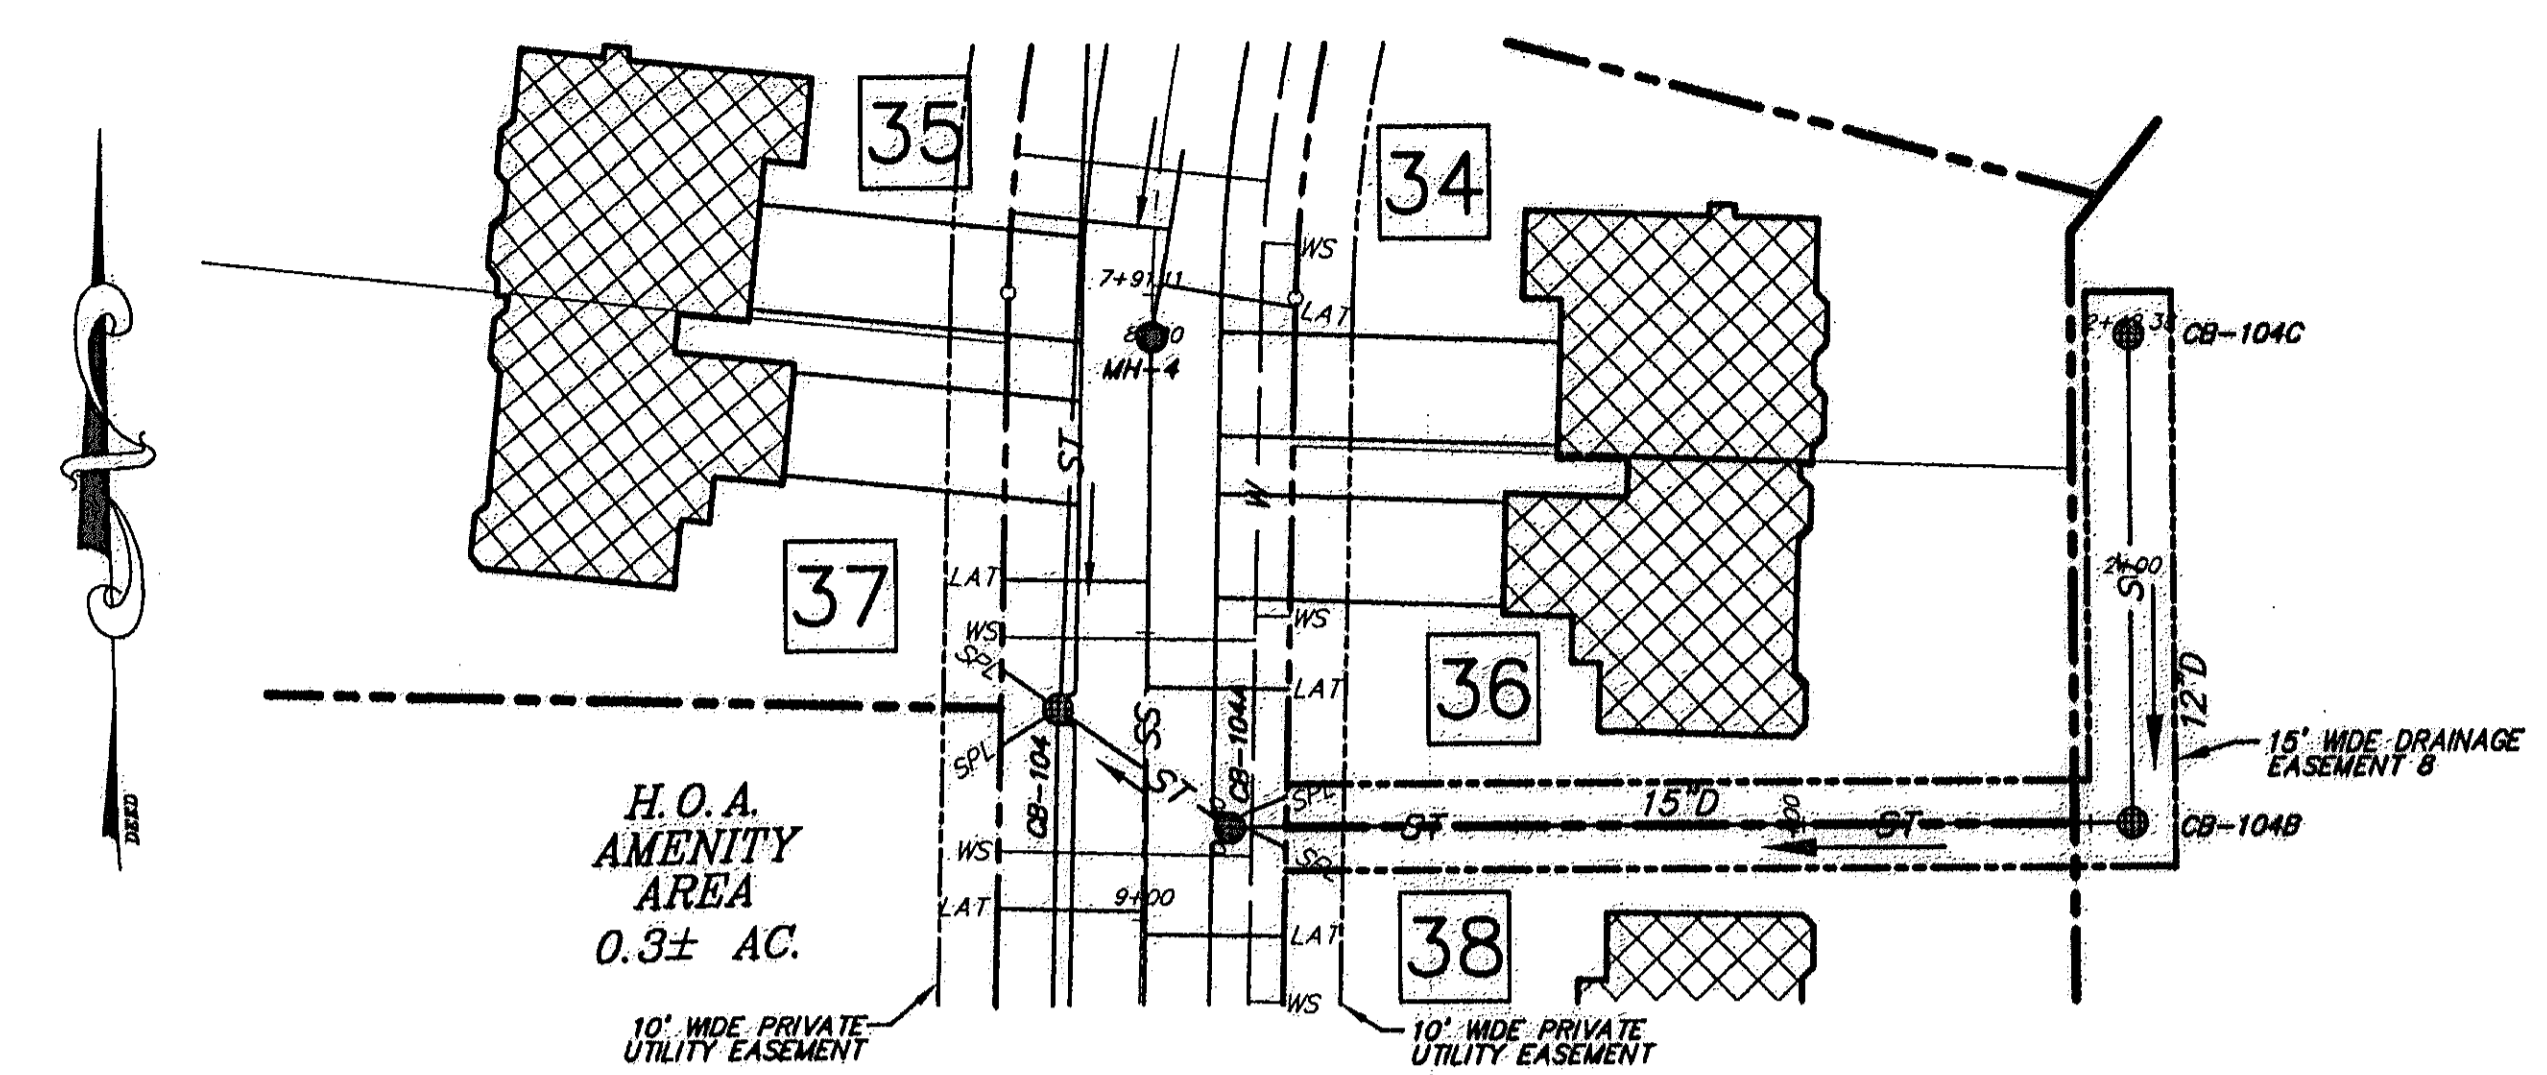 35
34
WS
7+91.11
LAT
MH-4
CB-104C
ST
W
37
LAT
2+00
ST
WS
WS
SPL
36
LAT
12"D
SS
CB-104A
15' WIDE DRAINAGE
EASEMENT 8
SPL
CB-104
ST
SPL
15"D
H.O.A.
AMENITY
AREA
0.3± AC.
DEED
ST
ST
CB-104B
WS
SPL
LAT
9+00
38
LAT
WS
10' WIDE PRIVATE
UTILITY EASEMENT
10' WIDE PRIVATE
UTILITY EASEMENT